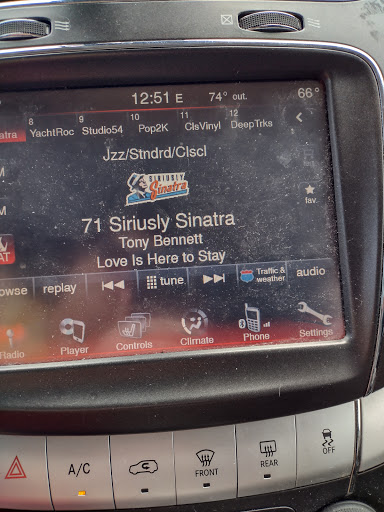 12:51 E 74° out. 66°
8 9 10 11 12
YachtRoc Studio54 Pop2K ClsVinyl DeepTrks
Jzz/Stndrd/Clscl
SIRIUSLY
Sinatra
fav.
71 Siriusly Sinatra
Tony Bennett
Love Is Here to Stay
replay tune Traffic & weather audio
Radio Player Controls Climate Phone Settings
A/C FRONT REAR OFF